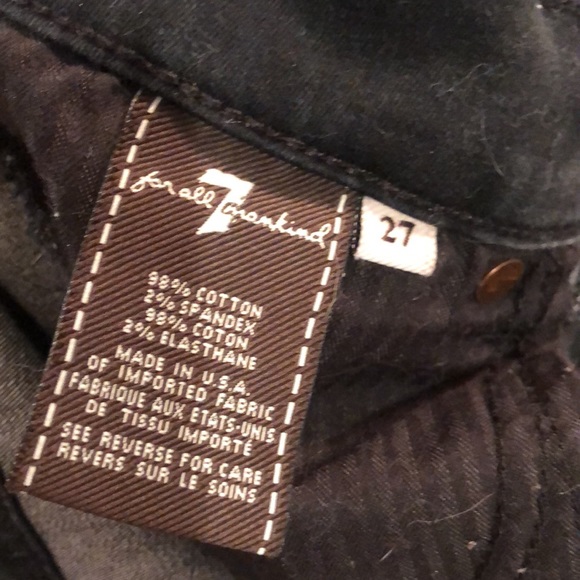 7
for all mankind
27
98% COTTON
2% SPANDEX
98% COTON
2% ELASTHANE
MADE IN U.S.A.
OF IMPORTED FABRIC
FABRIQUE AUX ETATS-UNIS
DE TISSU IMPORTÉ
SEE REVERSE FOR CARE
REVERS SUR LE SOINS